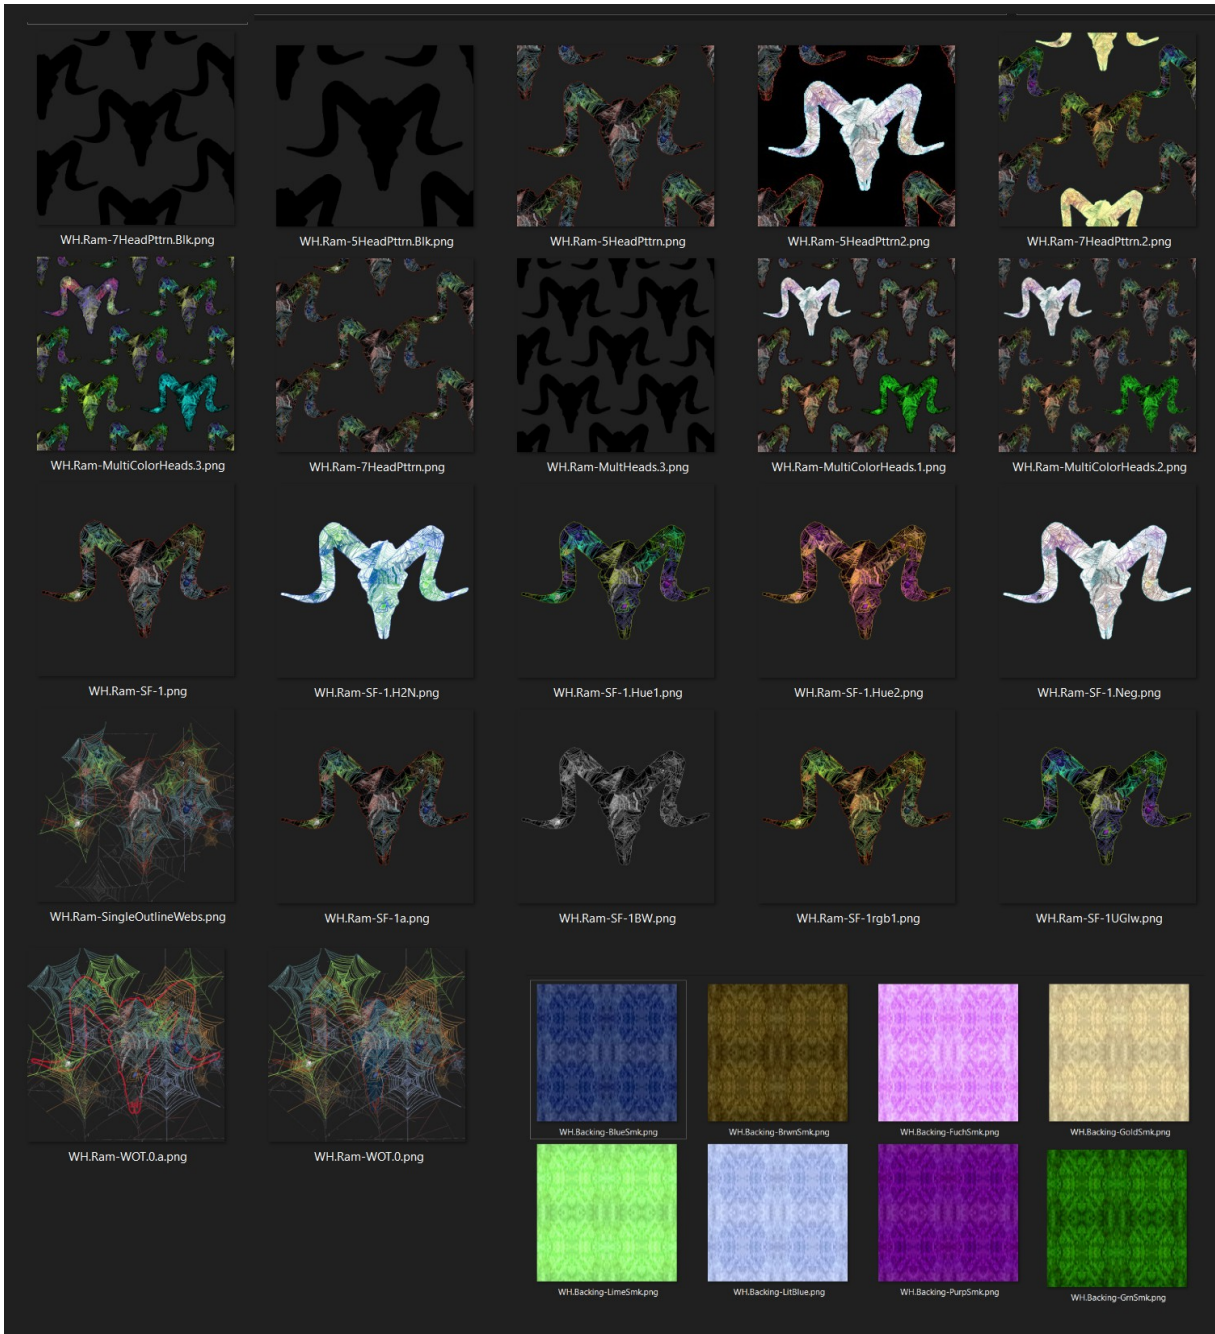 WH.Ram-7HeadPttrn.Blk.png
WH.Ram-5HeadPttrn.Blk.png
WH.Ram-5HeadPttrn.png
WH.Ram-5HeadPttrn2.png
WH.Ram-7HeadPttrn.2.png
WH.Ram-MultiColorHeads.3.png
WH.Ram-7HeadPttrn.png
WH.Ram-MultHeads.3.png
WH.Ram-MultiColorHeads.1.png
WH.Ram-MultiColorHeads.2.png
WH.Ram-SF-1.png
WH.Ram-SF-1.H2N.png
WH.Ram-SF-1.Hue1.png
WH.Ram-SF-1.Hue2.png
WH.Ram-SF-1.Neg.png
WH.Ram-SingleOutlineWebs.png
WH.Ram-SF-1a.png
WH.Ram-SF-1BW.png
WH.Ram-SF-1rgb1.png
WH.Ram-SF-1UGlw.png
WH.Ram-WOT.0.a.png
WH.Ram-WOT.0.png
WH.Backing-BlueSmk.png
WH.Backing-BrwnSmk.png
WH.Backing-FuchSmk.png
WH.Backing-GoldSmk.png
WH.Backing-LimeSmk.png
WH.Backing-LitBlue.png
WH.Backing-PurpSmk.png
WH.Backing-GrnSmk.png